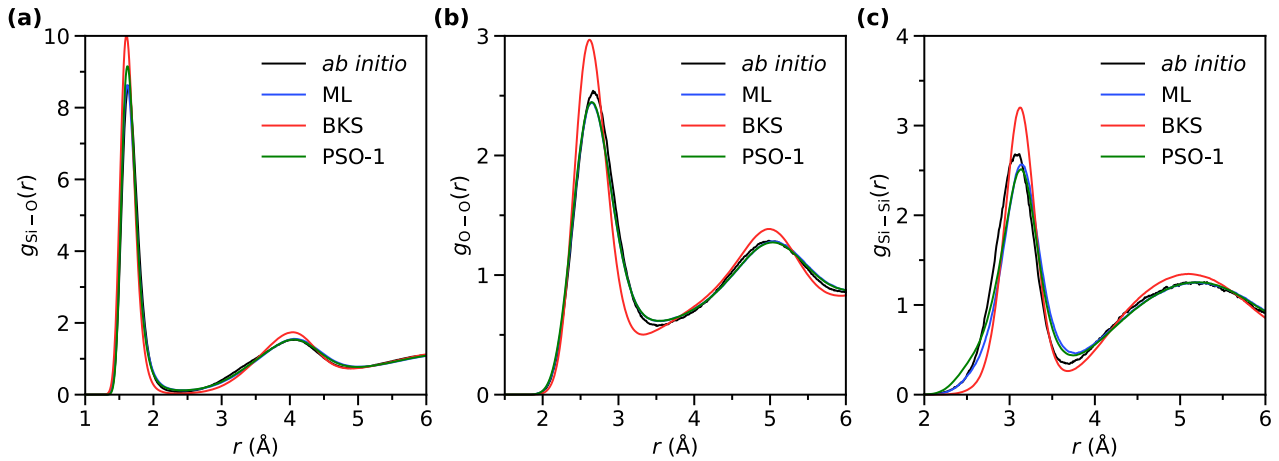 (a)
10
8
6
4
2
0
1 2 3 4 5 6
g_Si−O(r)
r (Å)
ab initio
ML
BKS
PSO-1
(b)
3
2
1
0
2 3 4 5 6
g_O−O(r)
r (Å)
ab initio
ML
BKS
PSO-1
(c)
4
3
2
1
0
2 3 4 5 6
g_Si−Si(r)
r (Å)
ab initio
ML
BKS
PSO-1